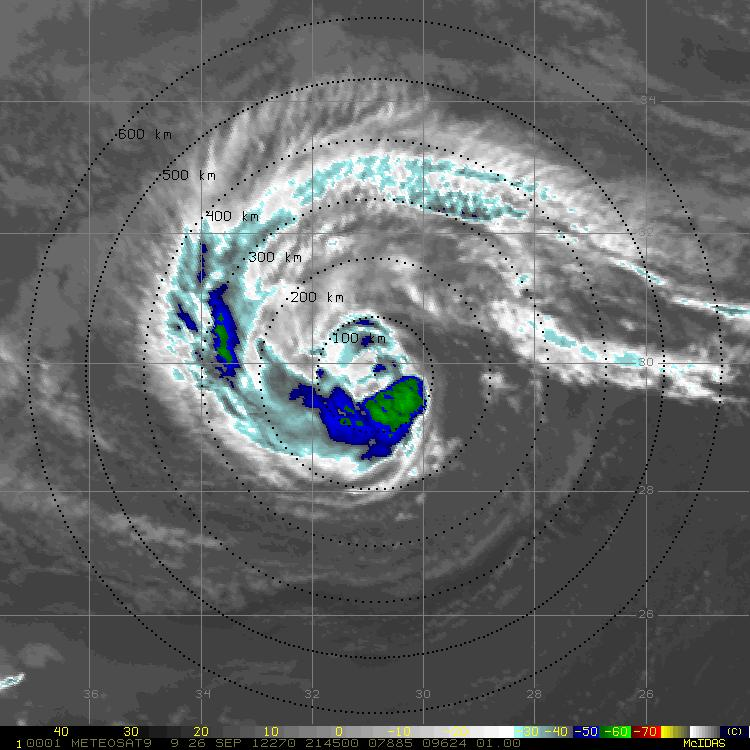 34
600 km
500 km
400 km
32
300 km
200 km
100 km
30
28
26
36 34 32 30 28 26
40 30 20 10 0 -10 -20 -30 -40 -50 -60 -70 (C)
1 0001 METEOSAT9 9 26 SEP 12270 214500 07885 09624 01.00 McIDAS